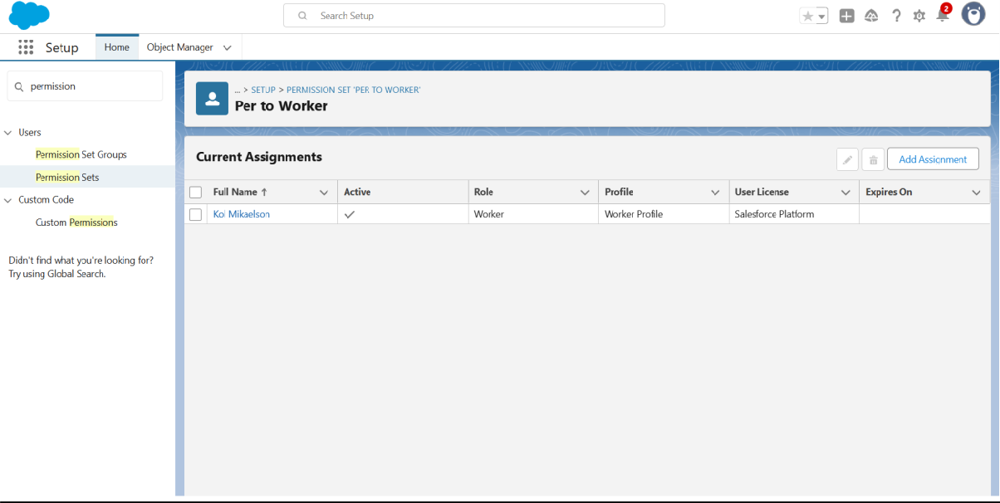 Search Setup
2
Setup
Home
Object Manager
permission
Users
Permission Set Groups
Permission Sets
Custom Code
Custom Permissions
Didn't find what you're looking for?
Try using Global Search.
... > SETUP > PERMISSION SET 'PER TO WORKER'
Per to Worker
Current Assignments
Add Assignment
Full Name ↑ Active Role Profile User License Expires On
Kol Mikaelson Worker Worker Profile Salesforce Platform